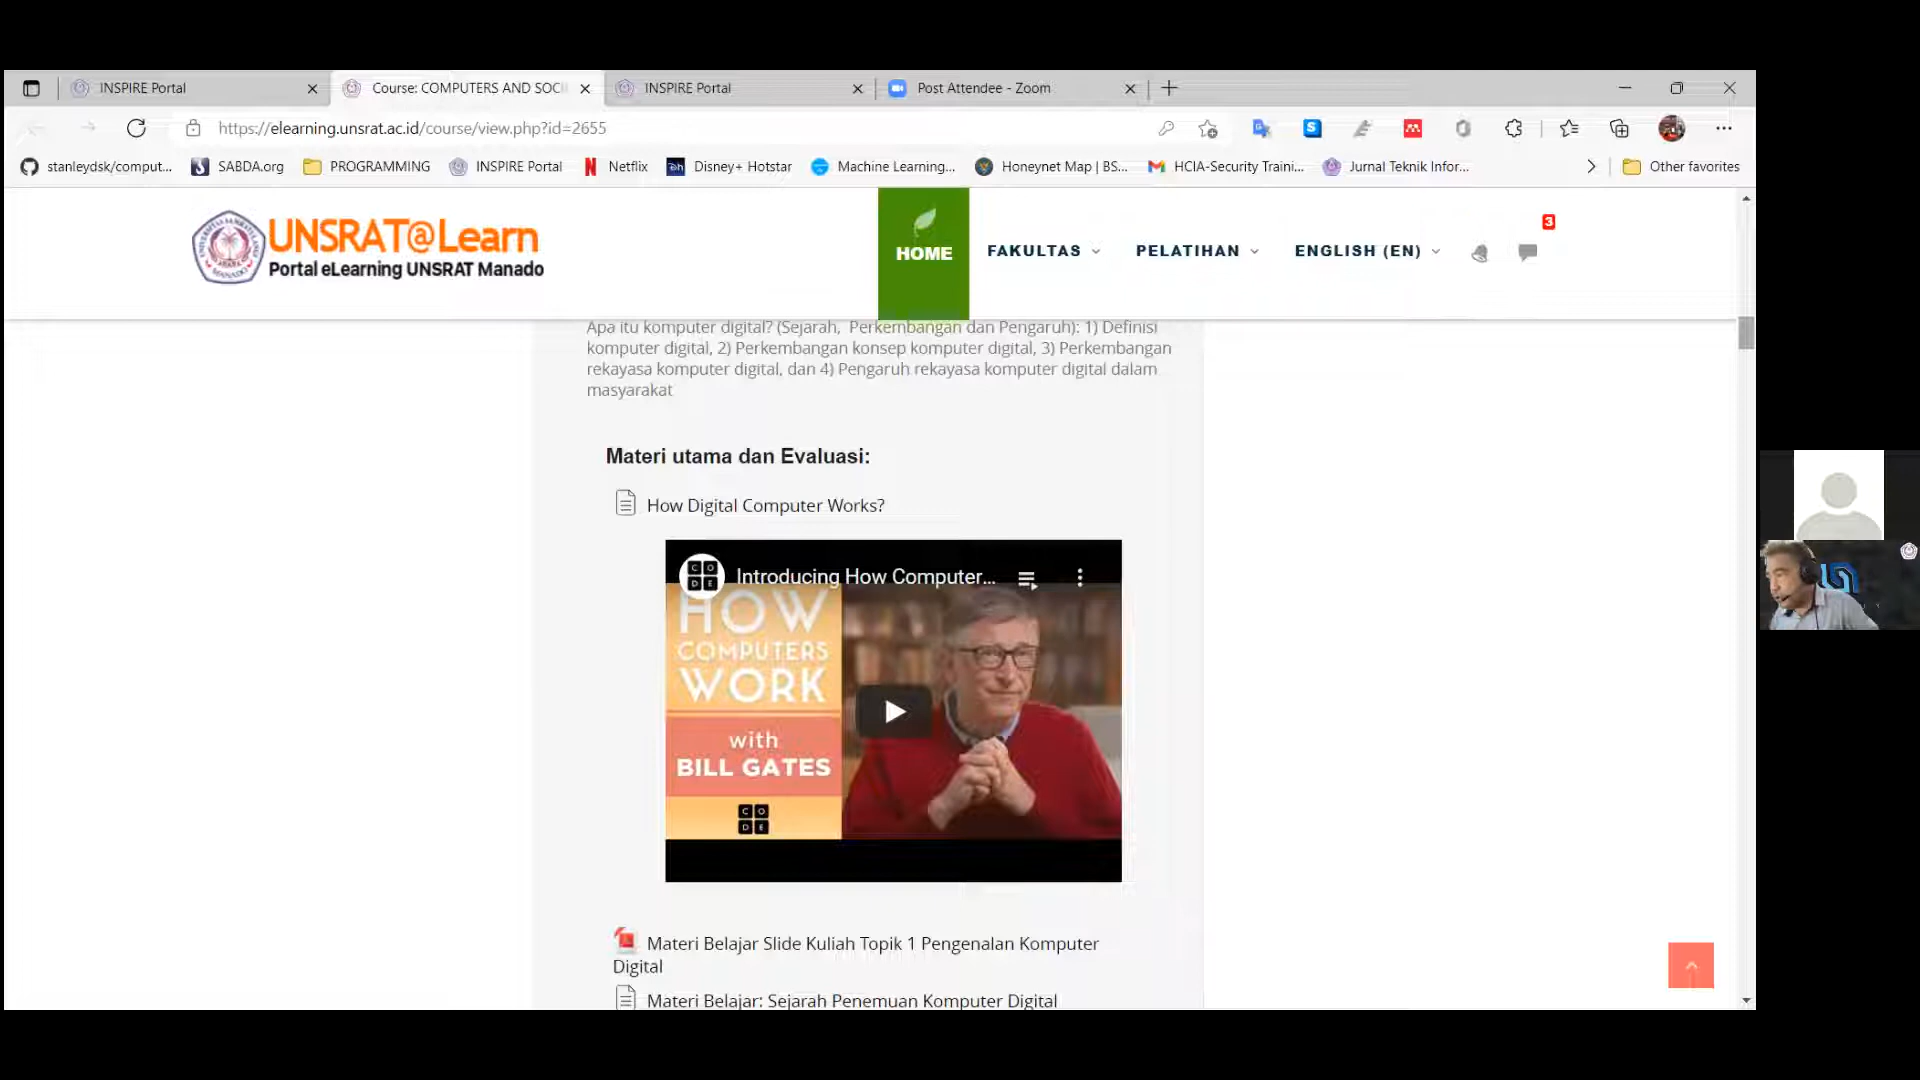 INSPIRE Portal
Course: COMPUTERS AND SOCI
INSPIRE Portal
Post Attendee - Zoom
https://elearning.unsrat.ac.id/course/view.php?id=2655
stanleydsk/comput...
SABDA.org
PROGRAMMING
INSPIRE Portal
Netflix
Disney+ Hotstar
Machine Learning...
Honeynet Map | BS...
HCIA-Security Traini...
Jurnal Teknik Infor...
Other favorites
UNSRAT@Learn
Portal eLearning UNSRAT Manado
HOME
FAKULTAS
PELATIHAN
ENGLISH (EN)
3
Apa itu komputer digital? (Sejarah, Perkembangan dan Pengaruh): 1) Definisi
komputer digital, 2) Perkembangan konsep komputer digital, 3) Perkembangan
rekayasa komputer digital, dan 4) Pengaruh rekayasa komputer digital dalam
masyarakat
Materi utama dan Evaluasi:
How Digital Computer Works?
CODE
Introducing How Computer...
HOW
COMPUTERS
WORK
with
BILL GATES
CODE
Materi Belajar Slide Kuliah Topik 1 Pengenalan Komputer
Digital
Materi Belajar: Sejarah Penemuan Komputer Digital